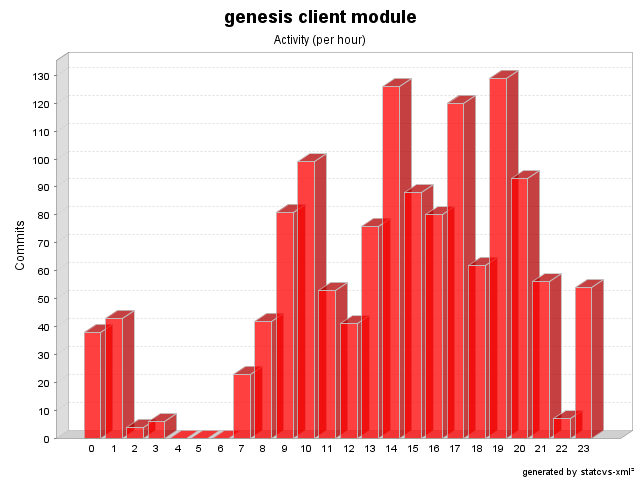 genesis client module
Activity (per hour)
130
120
110
100
90
80
70
60
50
40
30
20
10
0
Commits
0 1 2 3 4 5 6 7 8 9 10 11 12 13 14 15 16 17 18 19 20 21 22 23
generated by statcvs-xml²